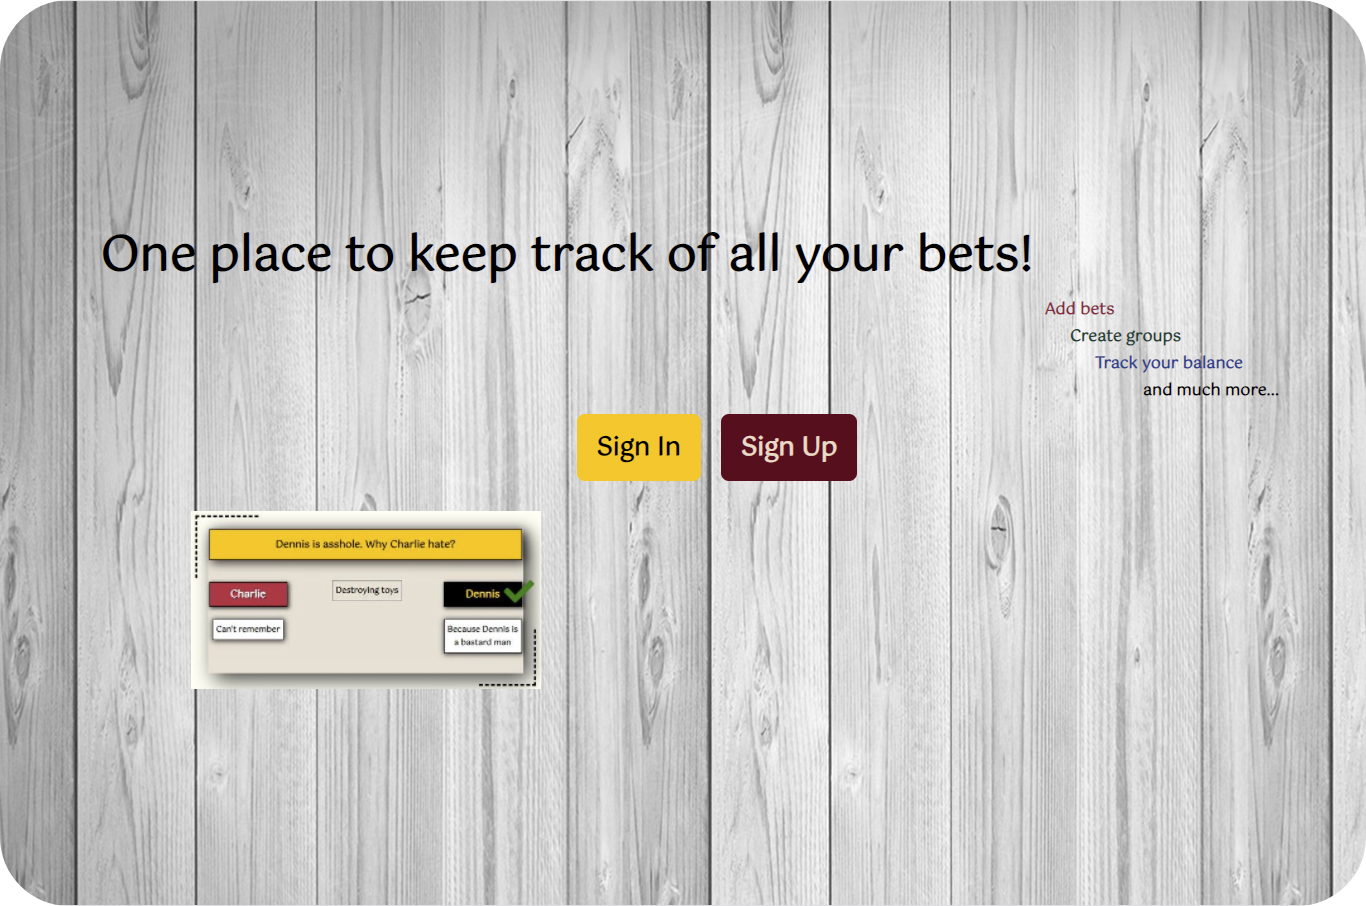 One place to keep track of all your bets!
Add bets
Create groups
Track your balance
and much more...
Sign In
Sign Up
Dennis is asshole. Why Charlie hate?
Charlie
Destroying toys
Dennis
Can't remember
Because Dennis is
a bastard man